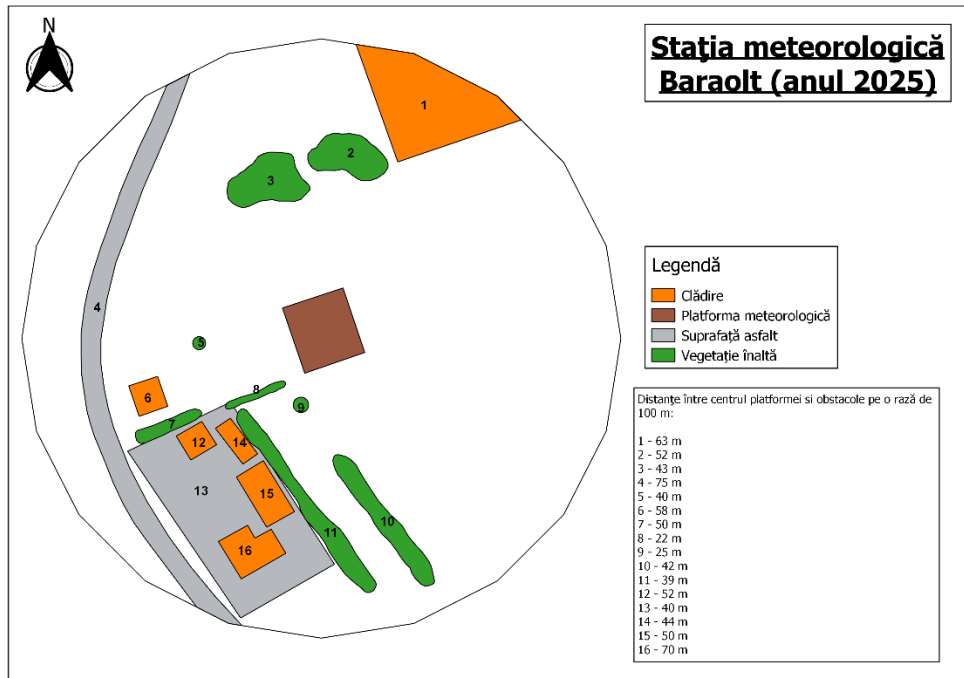 N
Stația meteorologică
Baraolt (anul 2025)
1
2
3
4
5
6
7
8
9
10
11
12
13
14
15
16
Legendă
Clădire
Platforma meteorologică
Suprafață asfalt
Vegetație înaltă
Distanțe între centrul platformei si obstacole pe o rază de
100 m:
1 - 63 m
2 - 52 m
3 - 43 m
4 - 75 m
5 - 40 m
6 - 58 m
7 - 50 m
8 - 22 m
9 - 25 m
10 - 42 m
11 - 39 m
12 - 52 m
13 - 40 m
14 - 44 m
15 - 50 m
16 - 70 m